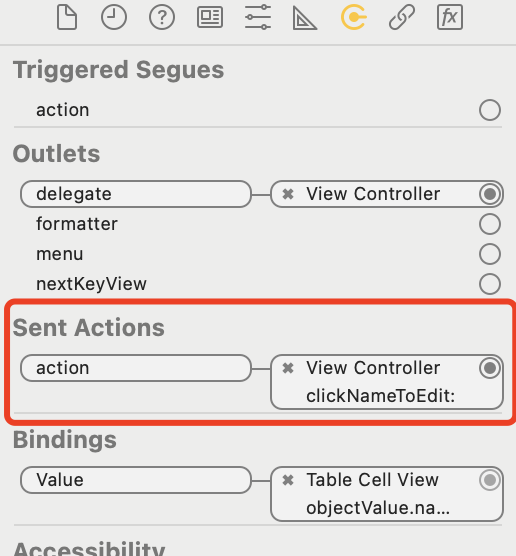 fx
Triggered Segues
action
Outlets
delegate View Controller
formatter
menu
nextKeyView
Sent Actions
action View Controller
clickNameToEdit:
Bindings
Value Table Cell View
objectValue.na...
Accessibility